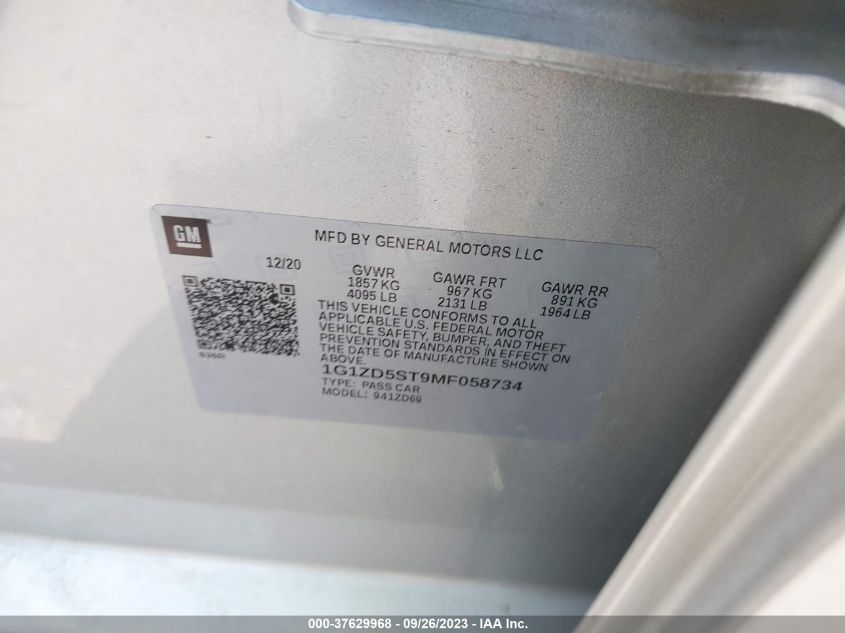 GM
MFD BY GENERAL MOTORS LLC
12/20
GVWR GAWR FRT GAWR RR
1857 KG 967 KG 891 KG
4095 LB 2131 LB 1964 LB
THIS VEHICLE CONFORMS TO ALL
APPLICABLE U.S. FEDERAL MOTOR
VEHICLE SAFETY, BUMPER, AND THEFT
PREVENTION STANDARDS IN EFFECT ON
THE DATE OF MANUFACTURE SHOWN
ABOVE.
1G1ZD5ST9MF058734
TYPE: PASS CAR
MODEL: 941ZD69
000-37629968 - 09/26/2023 - Copyright © IAA, Inc.